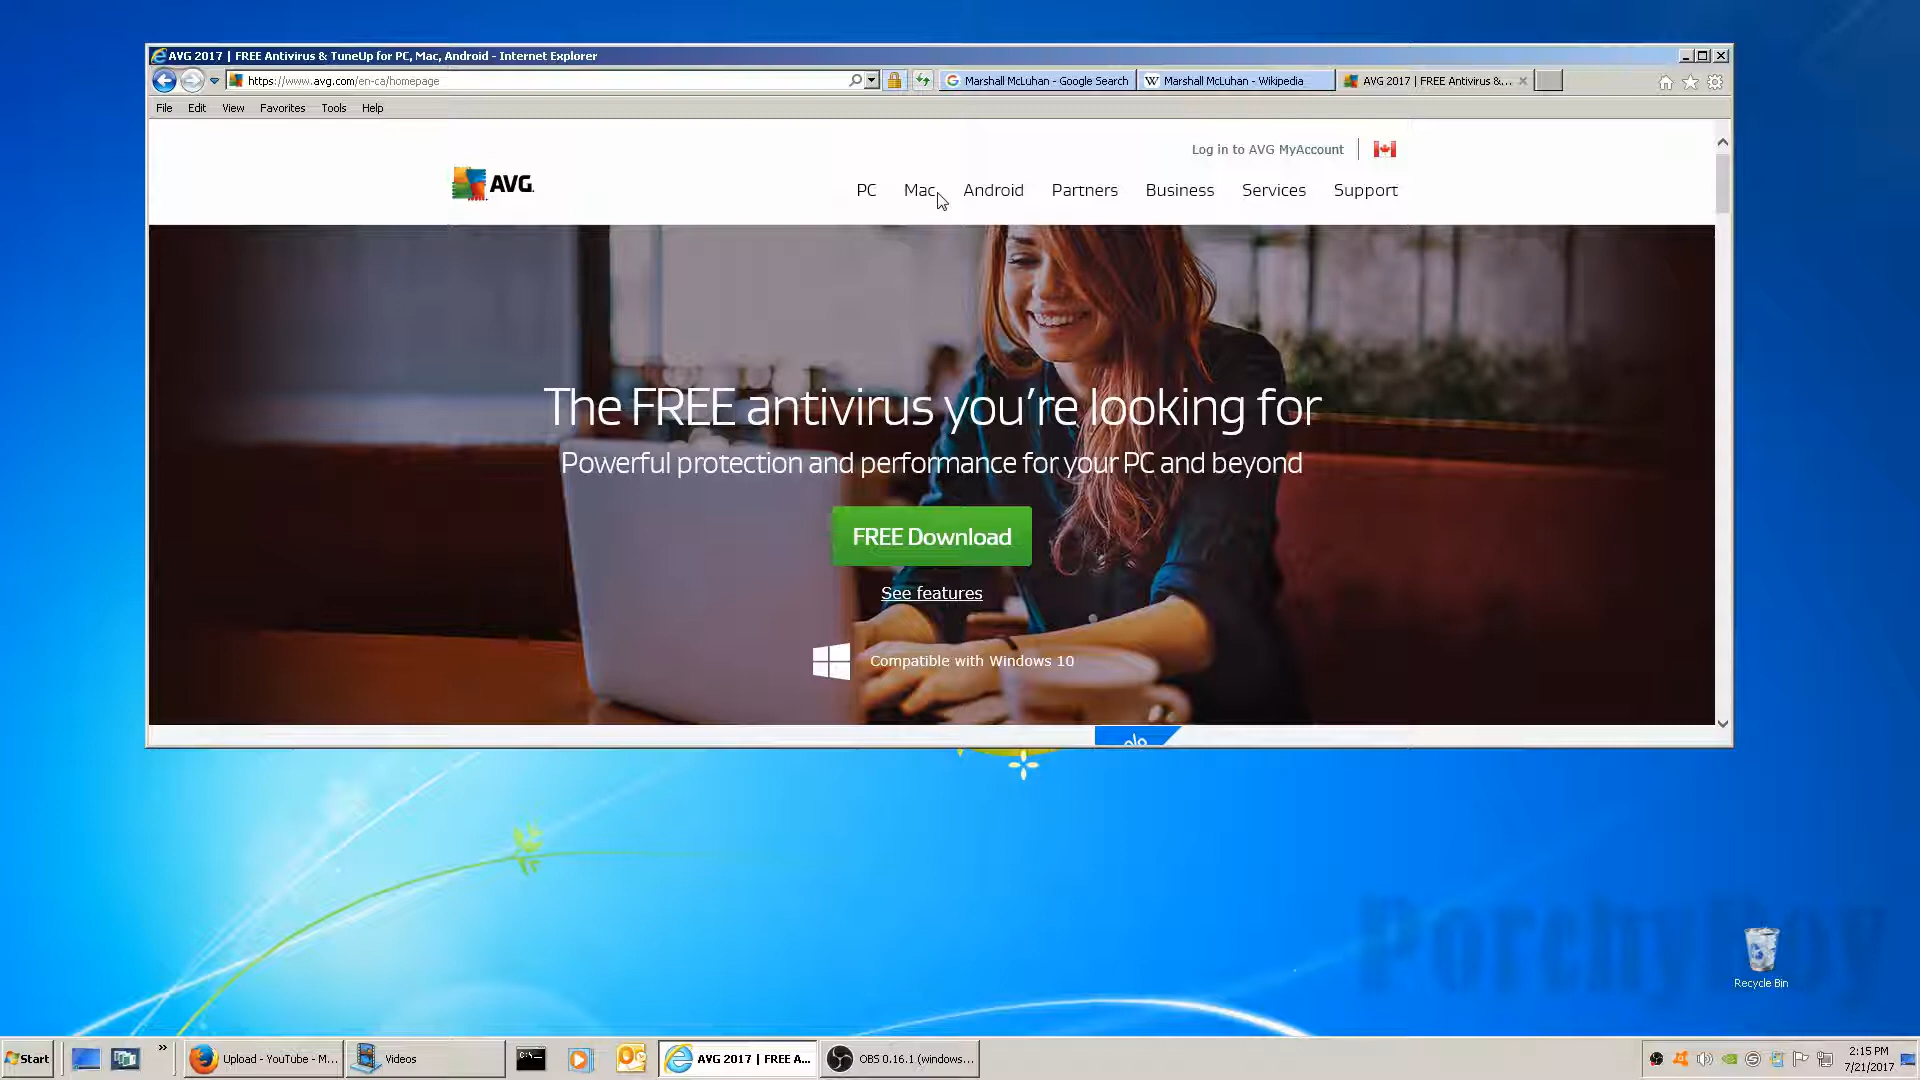 AVG 2017 | FREE Antivirus & TuneUp for PC, Mac, Android - Internet Explorer
https://www.avg.com/en-ca/homepage
Marshall McLuhan - Google Search
Marshall McLuhan - Wikipedia
AVG 2017 | FREE Antivirus &...
File Edit View Favorites Tools Help
Log in to AVG MyAccount
AVG.
PC Mac Android Partners Business Services Support
The FREE antivirus you're looking for
Powerful protection and performance for your PC and beyond
FREE Download
See features
Compatible with Windows 10
%
PorchyBoy
Recycle Bin
Start
Upload - YouTube - M...
Videos
C:\
AVG 2017 | FREE A...
OBS 0.16.1 (windows...
2:15 PM
7/21/2017